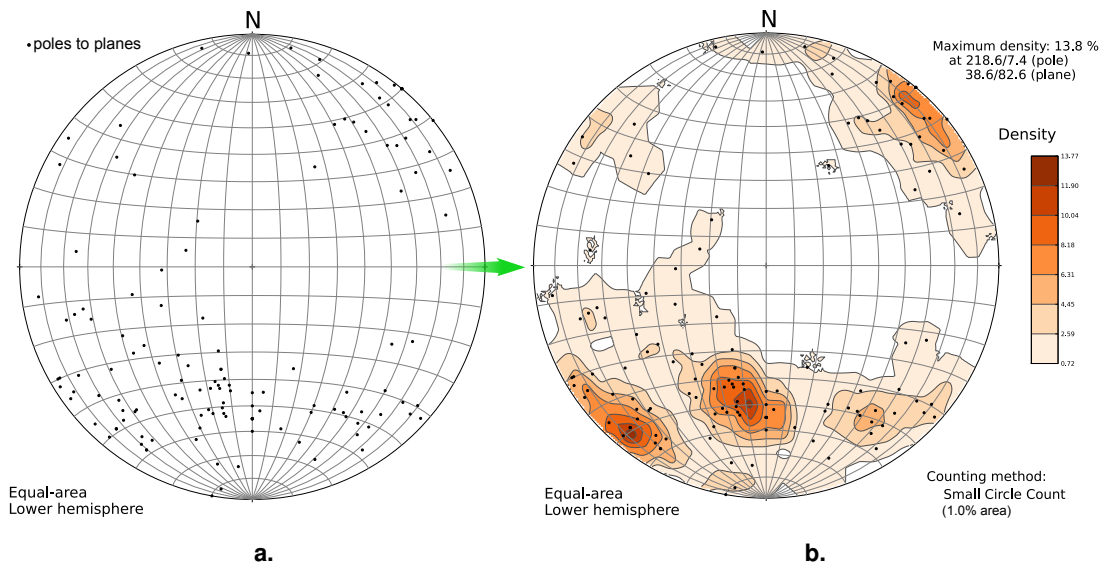 N
•poles to planes
Equal-area
Lower hemisphere
a.
N
Maximum density: 13.8 %
at 218.6/7.4 (pole)
38.6/82.6 (plane)
Density
13.77
11.90
10.04
8.18
6.31
4.45
2.59
0.72
Equal-area
Lower hemisphere
Counting method:
Small Circle Count
(1.0% area)
b.